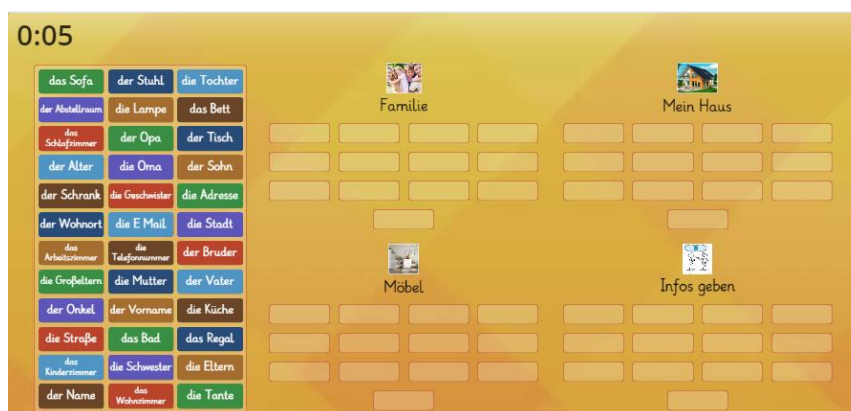 0:05
das Sofa
der Stuhl
die Tochter
der Abstellraum
die Lampe
das Bett
das
Schlafzimmer
der Opa
der Tisch
der Alter
die Oma
der Sohn
der Schrank
die Geschwister
die Adresse
der Wohnort
die E Mail
die Stadt
das
Arbeitszimmer
die
Telefonnummer
der Bruder
die Großeltern
die Mutter
der Vater
der Onkel
der Vorname
die Küche
die Straße
das Bad
das Regal
das
Kinderzimmer
die Schwester
die Eltern
der Name
das
Wohnzimmer
die Tante
Familie
Mein Haus
Möbel
Infos geben